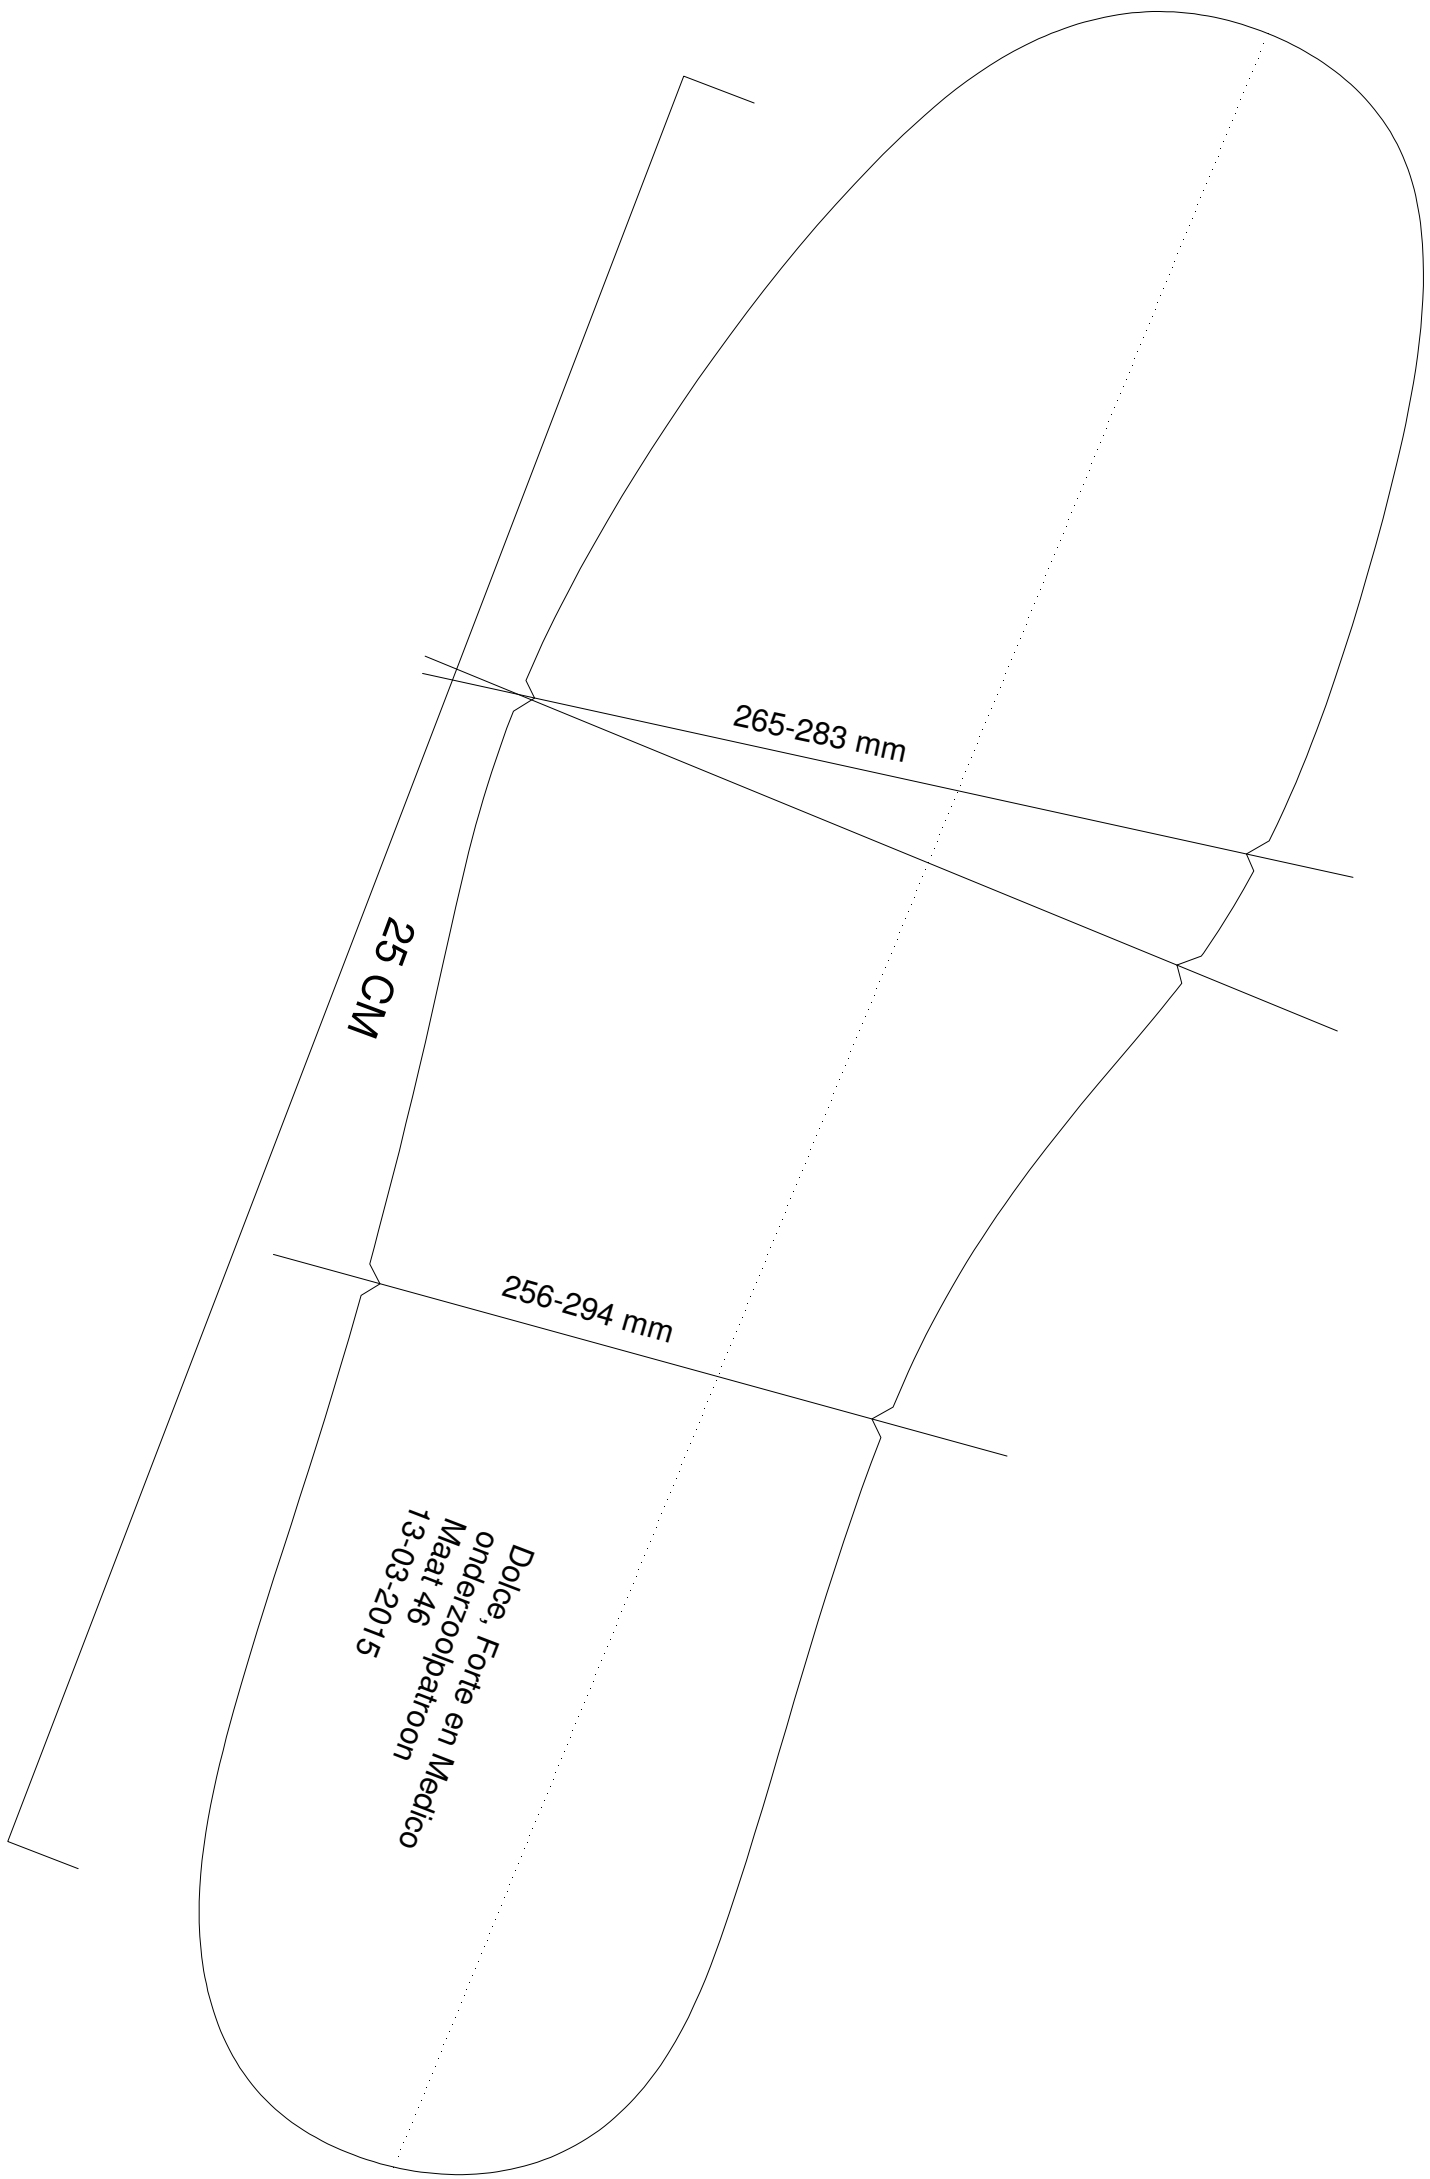 265-283 mm
25 CM
256-294 mm
Dolce, Forte en Medico
onderzoolpatroon
Maat 46
13-03-2015